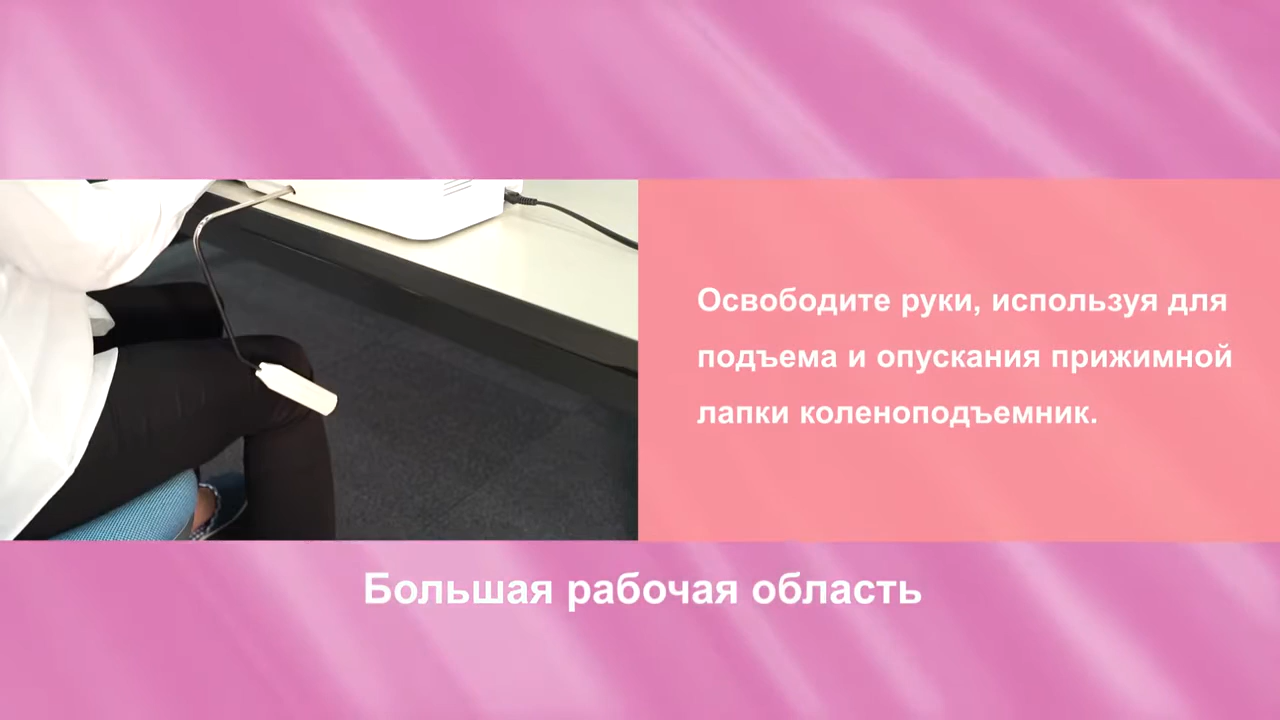 Освободите руки, используя для
подъема и опускания прижимной
лапки коленоподъемник.
Большая рабочая область